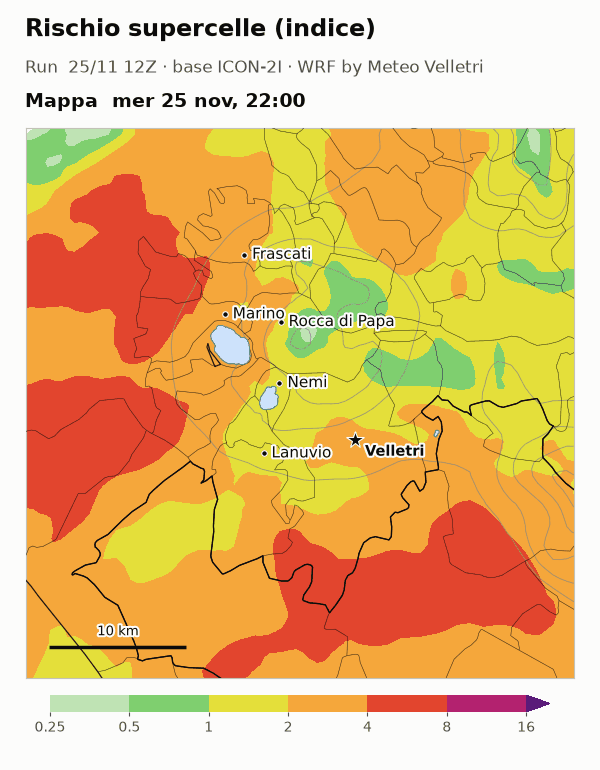 Rischio supercelle (indice)
Run  25/11 12Z · base ICON-2I · WRF by Meteo Velletri
Mappa  mer 25 nov, 22:00
Frascati
Marino
Rocca di Papa
Nemi
Velletri
Lanuvio
10 km
0.25 0.5 1 2 4 8 16